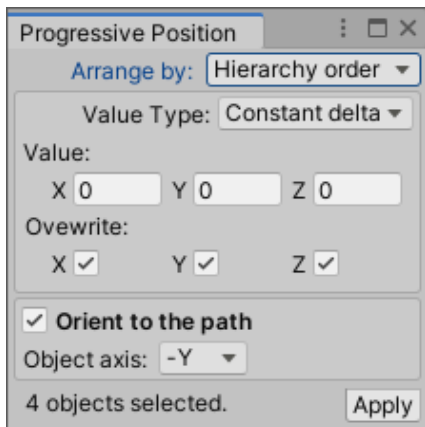 Progressive Position
Arrange by: Hierarchy order
Value Type: Constant delta
Value:
X 0 Y 0 Z 0
Ovewrite:
X Y Z
Orient to the path
Object axis: -Y
4 objects selected. Apply